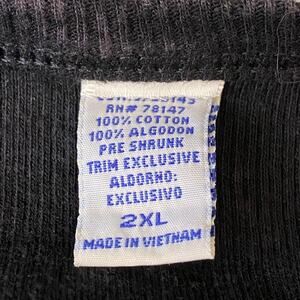 RN# 78147
100% COTTON
100% ALGODON
PRE SHRUNK
TRIM EXCLUSIVE
ALDORNO:
EXCLUSIVO
2XL
MADE IN VIETNAM